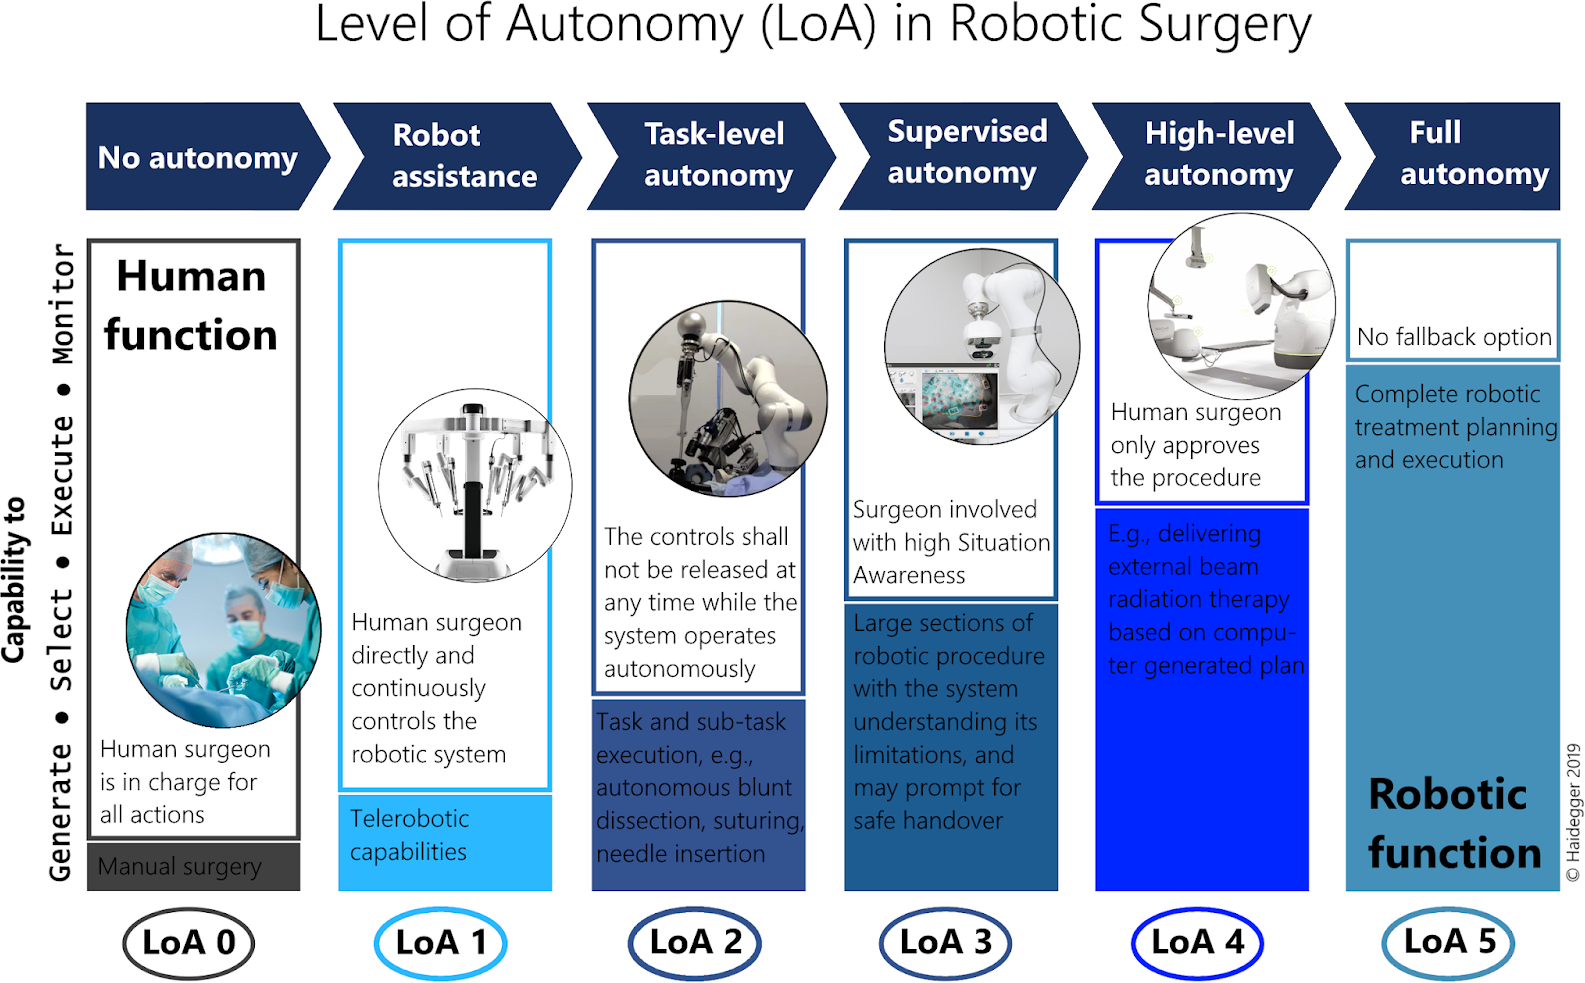 Level of Autonomy (LoA) in Robotic Surgery
No autonomy
Robot
assistance
Task-level
autonomy
Supervised
autonomy
High-level
autonomy
Full
autonomy
Capability to
Generate • Select • Execute • Monitor
Human
function
Human surgeon
is in charge for
all actions
Manual surgery
LoA 0
Human surgeon
directly and
continuously
controls the
robotic system
Telerobotic
capabilities
LoA 1
The controls shall
not be released at
any time while the
system operates
autonomously
Task and sub-task
execution, e.g.,
autonomous blunt
dissection, suturing,
needle insertion
LoA 2
Surgeon involved
with high Situation
Awareness
Large sections of
robotic procedure
with the system
understanding its
limitations, and
may prompt for
safe handover
LoA 3
Human surgeon
only approves
the procedure
E.g., delivering
external beam
radiation therapy
based on compu-
ter generated plan
LoA 4
No fallback option
Complete robotic
treatment planning
and execution
Robotic
function
LoA 5
© Haidegger 2019